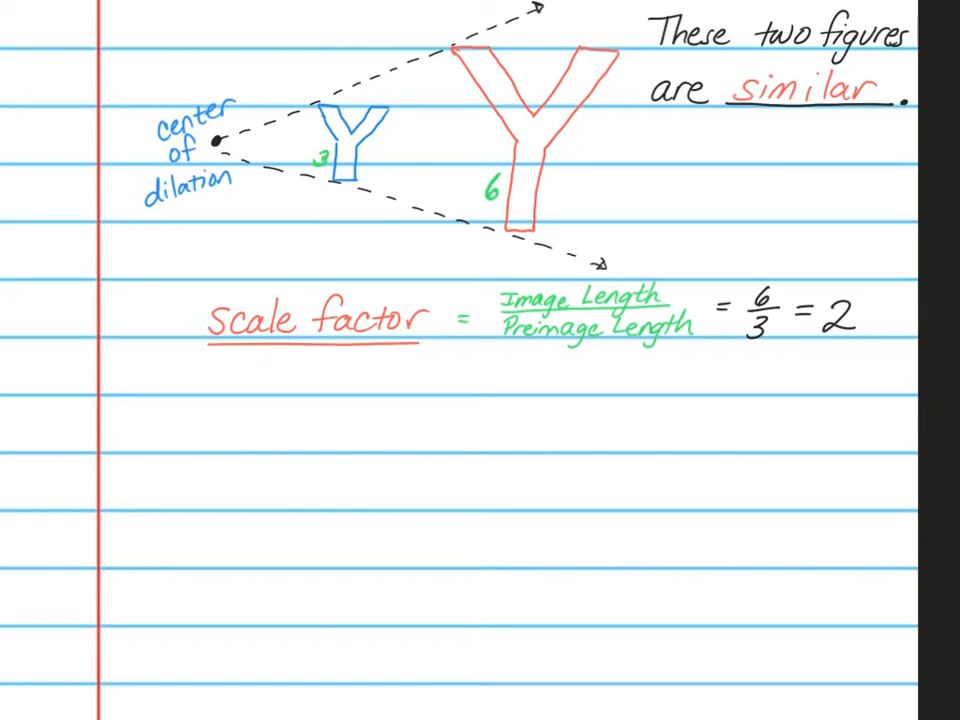 These two figures
are similar.
center
of
dilation
3
6
scale factor = Image Length / Preimage Length = 6/3 = 2